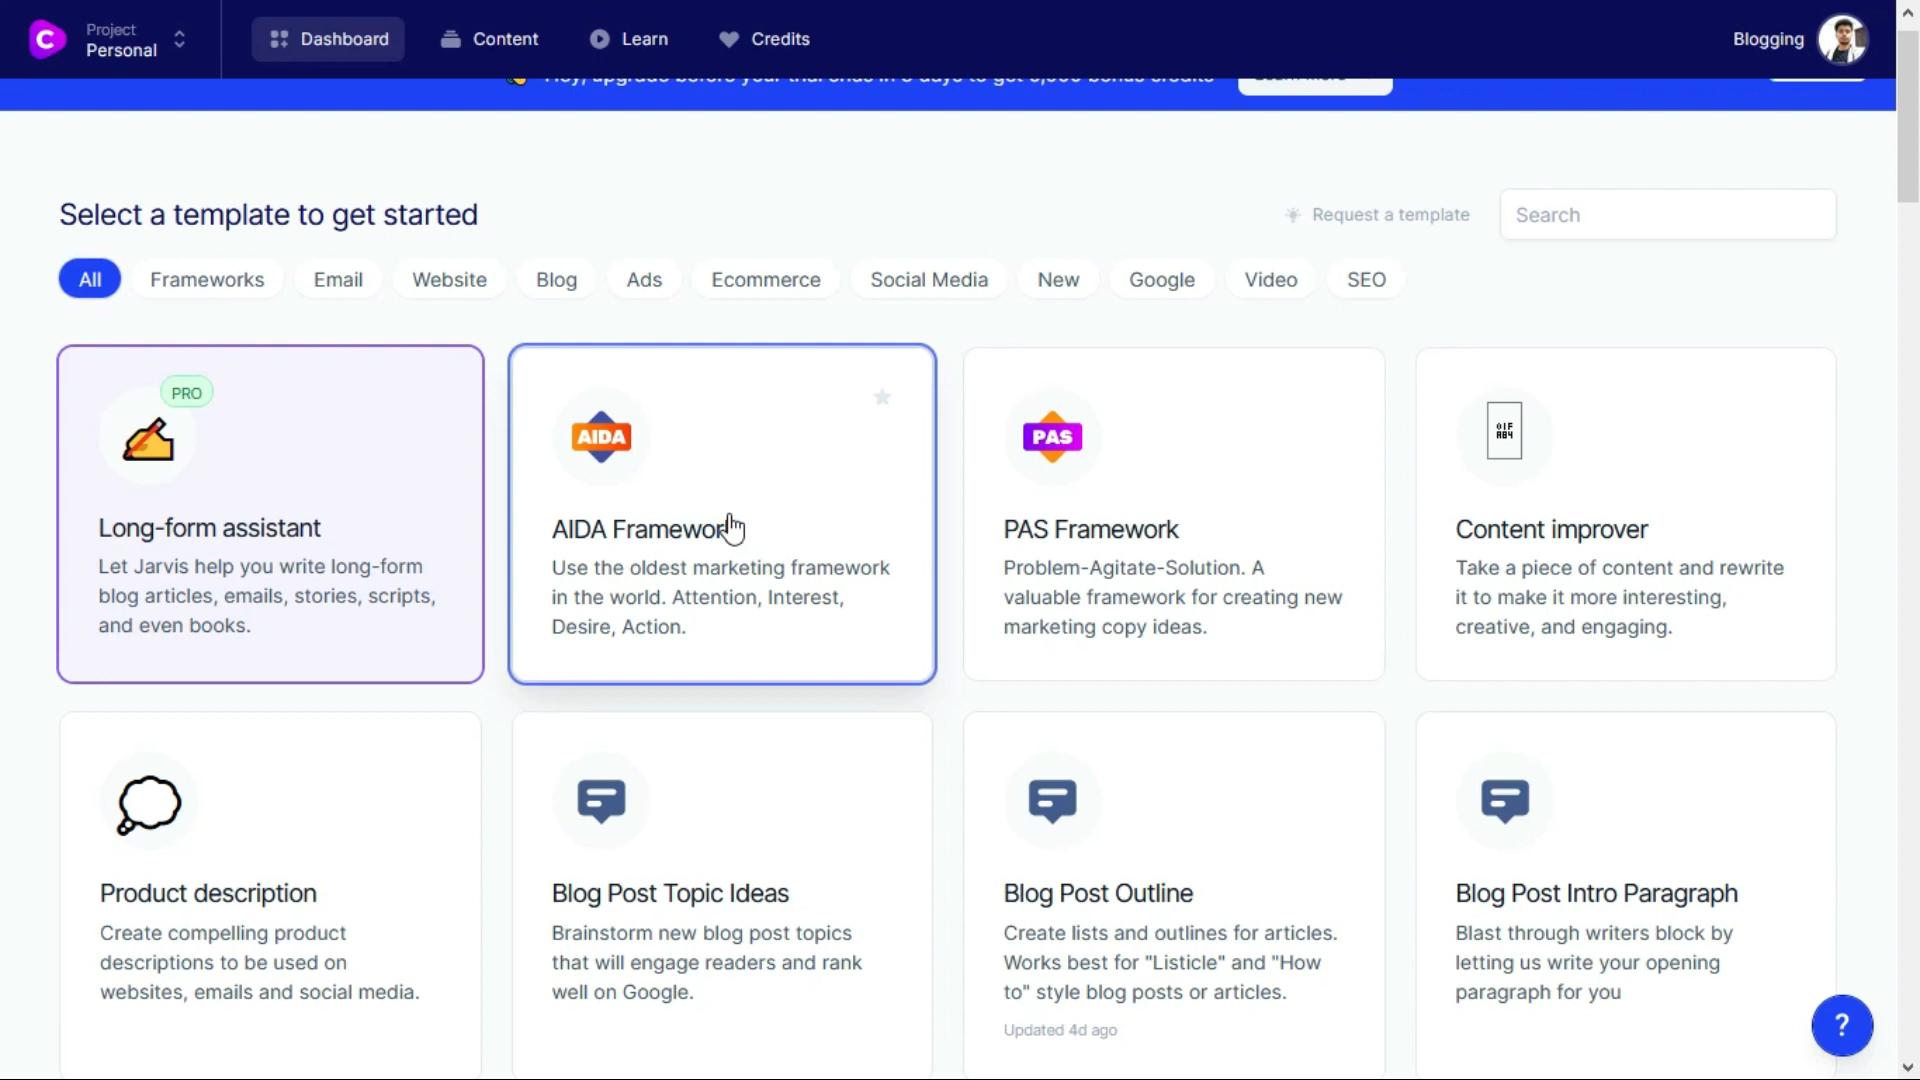 Project
Personal
Dashboard
Content
Learn
Credits
Blogging
Hey, upgrade before your trial ends in
days to get
bonus credits
Select a template to get started
Request a template
Search
All
Frameworks
Email
Website
Blog
Ads
Ecommerce
Social Media
New
Google
Video
SEO
PRO
Long-form assistant
Let Jarvis help you write long-form
blog articles, emails, stories, scripts,
and even books.
AIDA
AIDA Framework
Use the oldest marketing framework
in the world. Attention, Interest,
Desire, Action.
PAS
PAS Framework
Problem-Agitate-Solution. A
valuable framework for creating new
marketing copy ideas.
01F
AB4
Content improver
Take a piece of content and rewrite
it to make it more interesting,
creative, and engaging.
Product description
Create compelling product
descriptions to be used on
websites, emails and social media.
Blog Post Topic Ideas
Brainstorm new blog post topics
that will engage readers and rank
well on Google.
Blog Post Outline
Create lists and outlines for articles.
Works best for "Listicle" and "How
to" style blog posts or articles.
Updated 4d ago
Blog Post Intro Paragraph
Blast through writers block by
letting us write your opening
paragraph for you
?